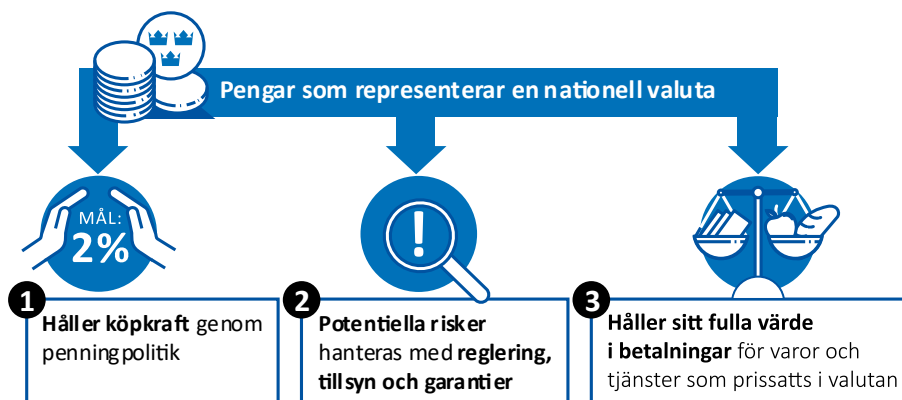 Pengar som representerar en nationell valuta
MÅL:
2%
!
1
Håller köpkraft genom
penningpolitik
2
Potentiella risker
hanteras med reglering,
tillsyn och garantier
3
Håller sitt fulla värde
i betalningar för varor och
tjänster som prissatts i valutan